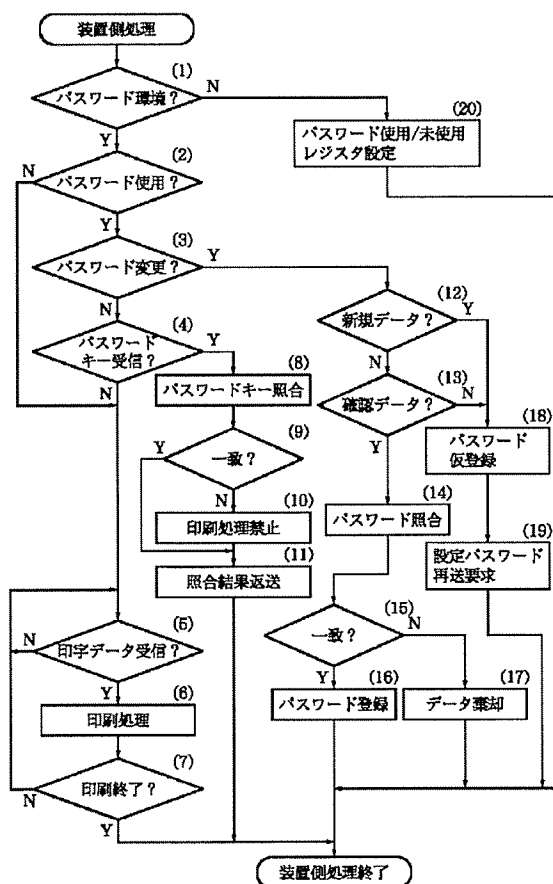 装置側処理
(1)
パスワード環境？
N
Y
(20)
パスワード使用/未使用
レジスタ設定
(2)
N
パスワード使用？
Y
(3)
パスワード変更？
Y
N
(12)
新規データ？
Y
N
(4)
パスワード
キー受信？
Y
N
(8)
パスワードキー照合
(13)
確認データ？
N
Y
(18)
パスワード
仮登録
(9)
Y
一致？
N
(14)
パスワード照合
(10)
印刷処理禁止
(19)
設定パスワード
再送要求
(11)
照合結果返送
(5)
N
印字データ受信？
Y
(15)
一致？
N
Y
(6)
印刷処理
(16)
パスワード登録
(17)
データ棄却
(7)
N
印刷終了？
Y
装置側処理終了